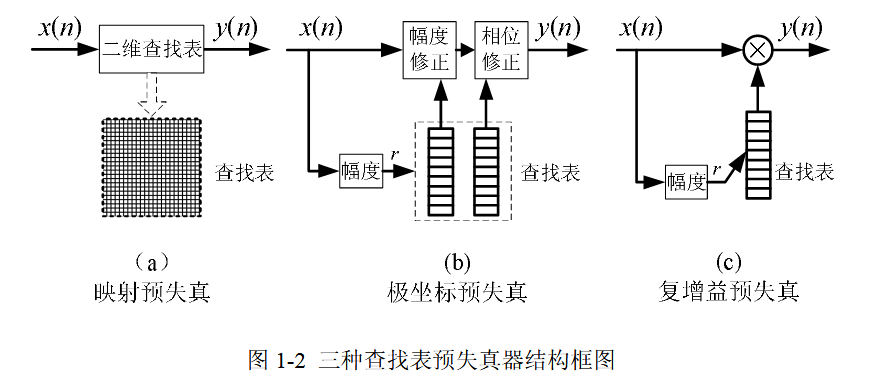 x(n)
二维查找表
y(n)
查找表
(a)
映射预失真
x(n)
幅度
修正
相位
修正
y(n)
幅度
r
查找表
(b)
极坐标预失真
x(n)
y(n)
幅度
r
查找表
(c)
复增益预失真
图 1-2 三种查找表预失真器结构框图